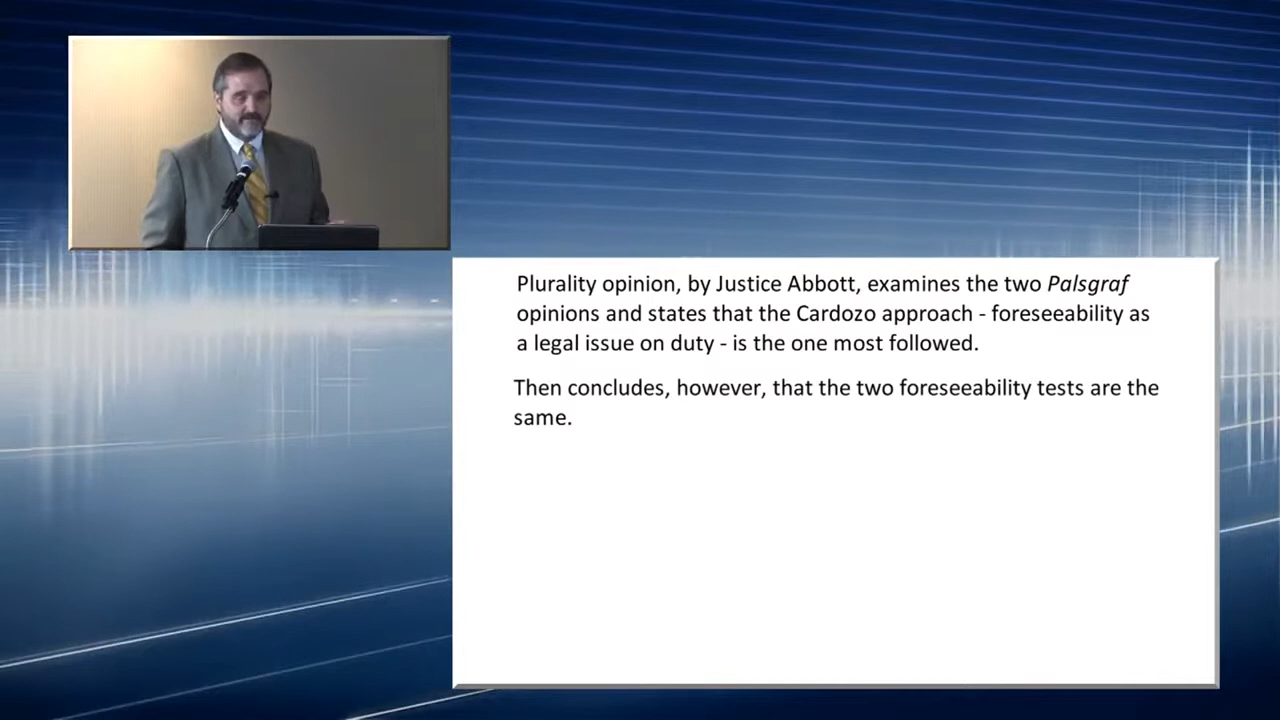 Plurality opinion, by Justice Abbott, examines the two Palsgraf
opinions and states that the Cardozo approach - foreseeability as
a legal issue on duty - is the one most followed.
Then concludes, however, that the two foreseeability tests are the
same.